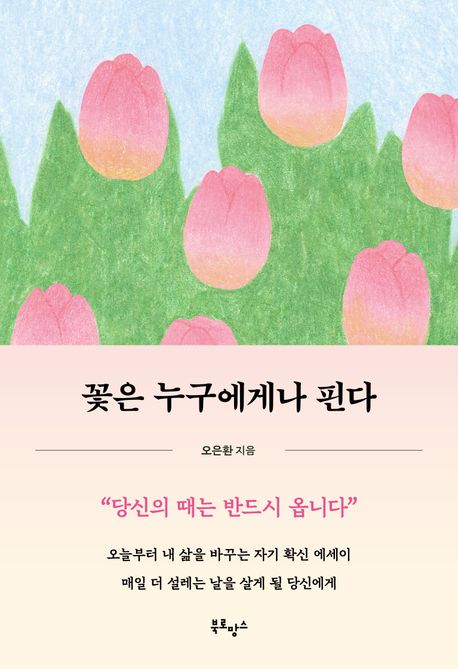 꽃은 누구에게나 핀다
오은환 지음
“당신의 때는 반드시 옵니다”
오늘부터 내 삶을 바꾸는 자기 확신 에세이
매일 더 설레는 날을 살게 될 당신에게
북로망스